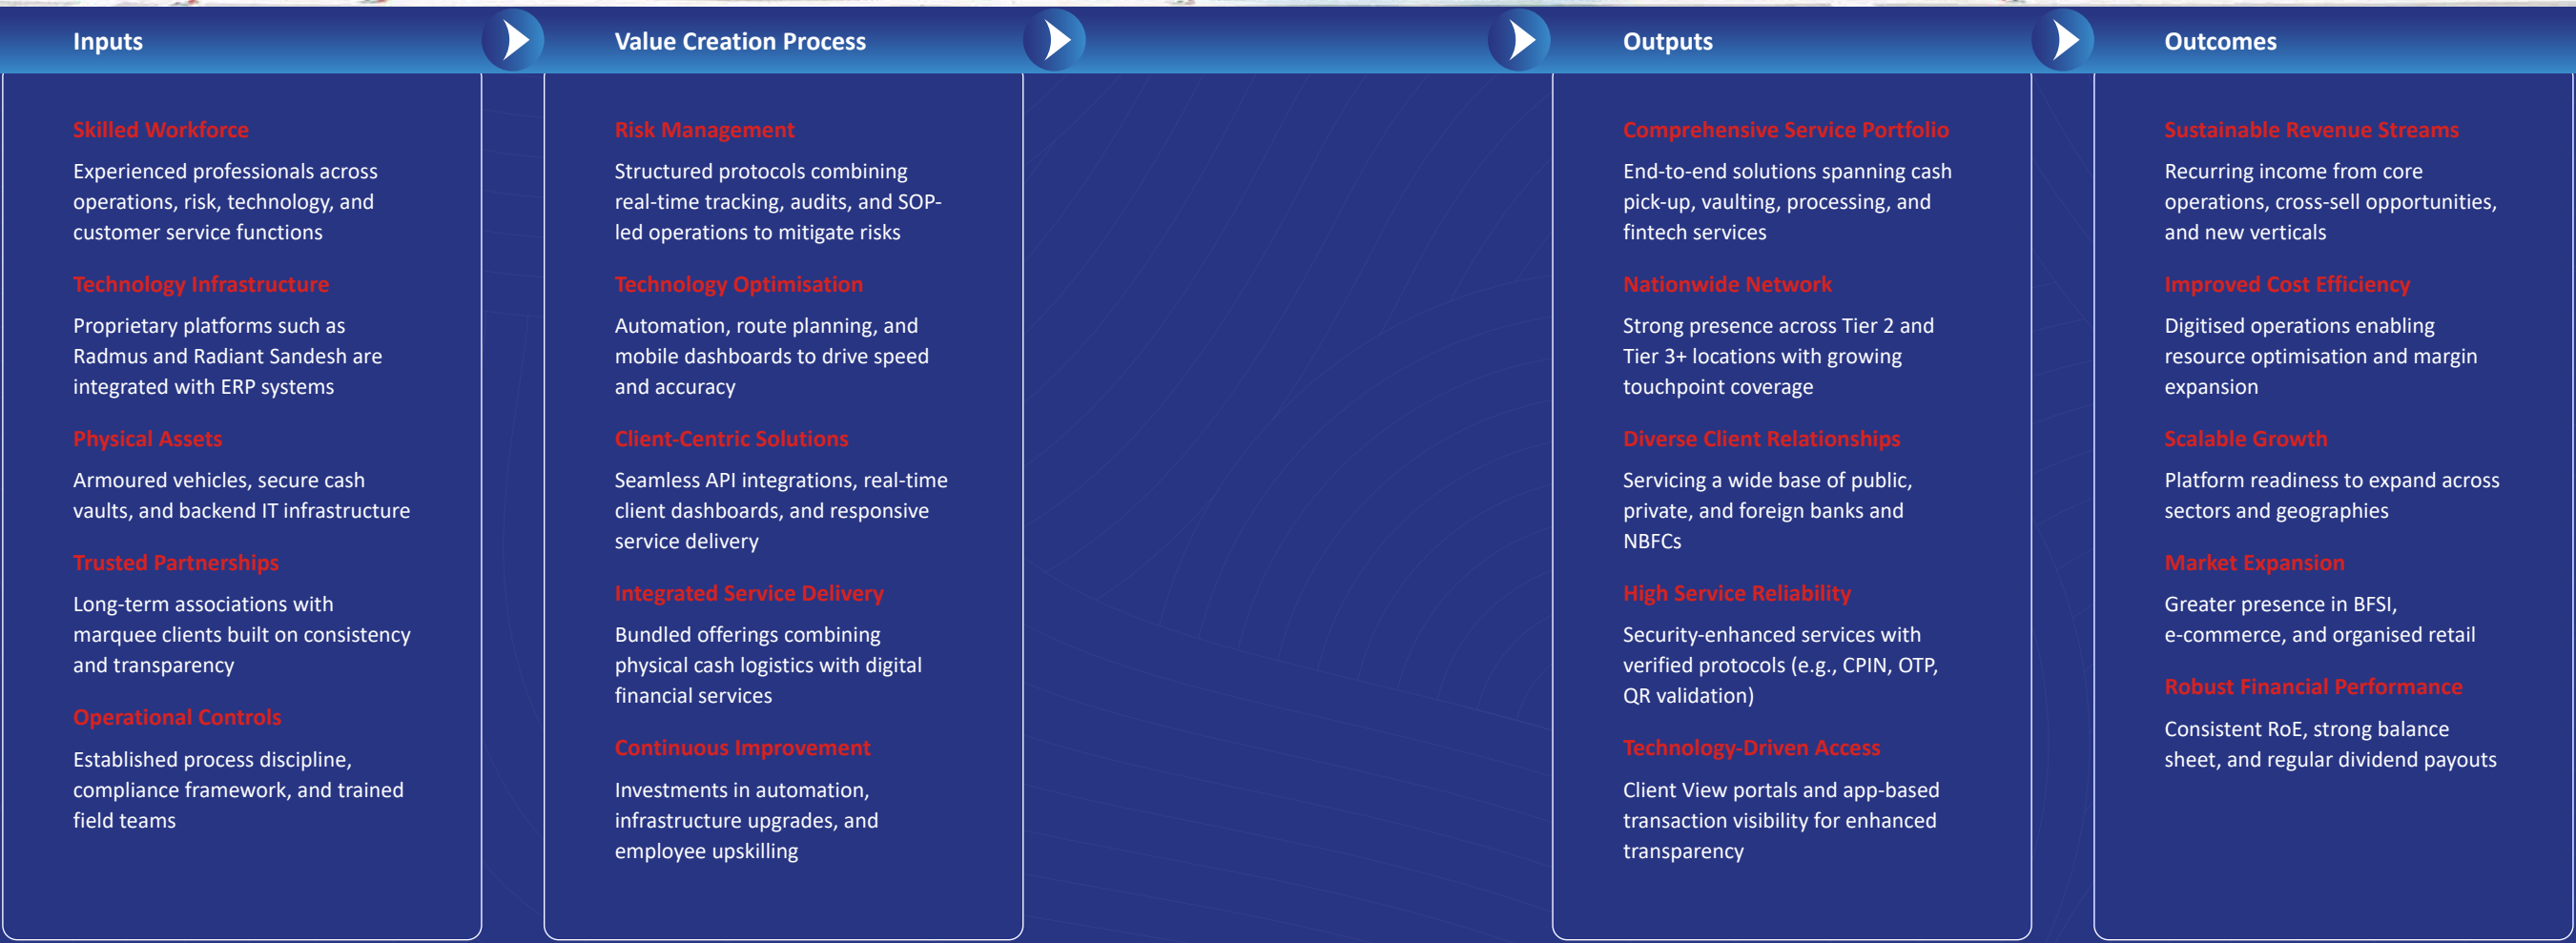 Inputs
Value Creation Process
Outputs
Outcomes
Skilled Workforce
Experienced professionals across
operations, risk, technology, and
customer service functions
Technology Infrastructure
Proprietary platforms such as
Radmus and Radiant Sandesh are
integrated with ERP systems
Physical Assets
Armoured vehicles, secure cash
vaults, and backend IT infrastructure
Trusted Partnerships
Long-term associations with
marquee clients built on consistency
and transparency
Operational Controls
Established process discipline,
compliance framework, and trained
field teams
Risk Management
Structured protocols combining
real-time tracking, audits, and SOP-
led operations to mitigate risks
Technology Optimisation
Automation, route planning, and
mobile dashboards to drive speed
and accuracy
Client-Centric Solutions
Seamless API integrations, real-time
client dashboards, and responsive
service delivery
Integrated Service Delivery
Bundled offerings combining
physical cash logistics with digital
financial services
Continuous Improvement
Investments in automation,
infrastructure upgrades, and
employee upskilling
Comprehensive Service Portfolio
End-to-end solutions spanning cash
pick-up, vaulting, processing, and
fintech services
Nationwide Network
Strong presence across Tier 2 and
Tier 3+ locations with growing
touchpoint coverage
Diverse Client Relationships
Servicing a wide base of public,
private, and foreign banks and
NBFCs
High Service Reliability
Security-enhanced services with
verified protocols (e.g., CPIN, OTP,
QR validation)
Technology-Driven Access
Client View portals and app-based
transaction visibility for enhanced
transparency
Sustainable Revenue Streams
Recurring income from core
operations, cross-sell opportunities,
and new verticals
Improved Cost Efficiency
Digitised operations enabling
resource optimisation and margin
expansion
Scalable Growth
Platform readiness to expand across
sectors and geographies
Market Expansion
Greater presence in BFSI,
e-commerce, and organised retail
Robust Financial Performance
Consistent RoE, strong balance
sheet, and regular dividend payouts